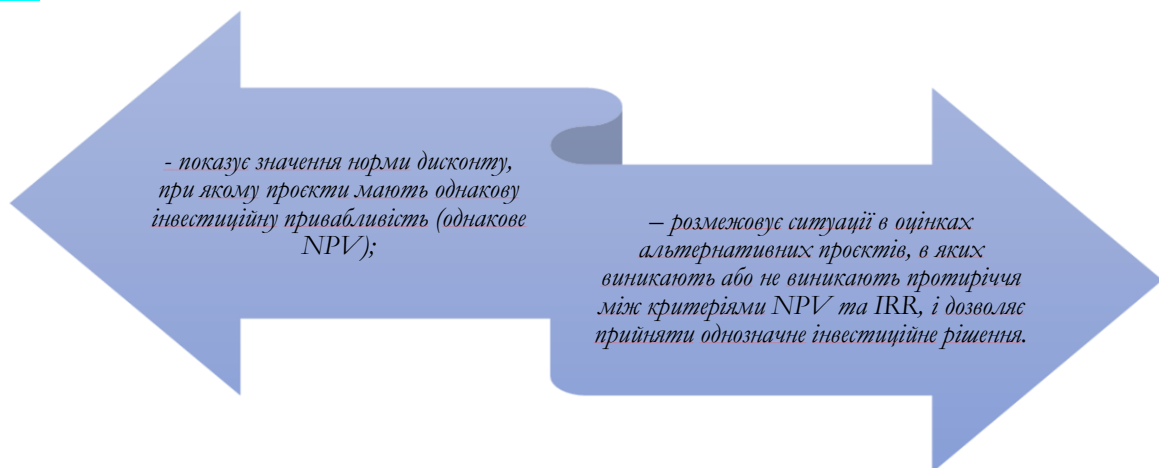 - показує значення норми дисконту,
при якому проєкти мають однакову
інвестиційну привабливість (однакове
NPV);
– розмежовує ситуації в оцінках
альтернативних проєктів, в яких
виникають або не виникають протиріччя
між критеріями NPV та IRR, і дозволяє
прийняти однозначне інвестиційне рішення.